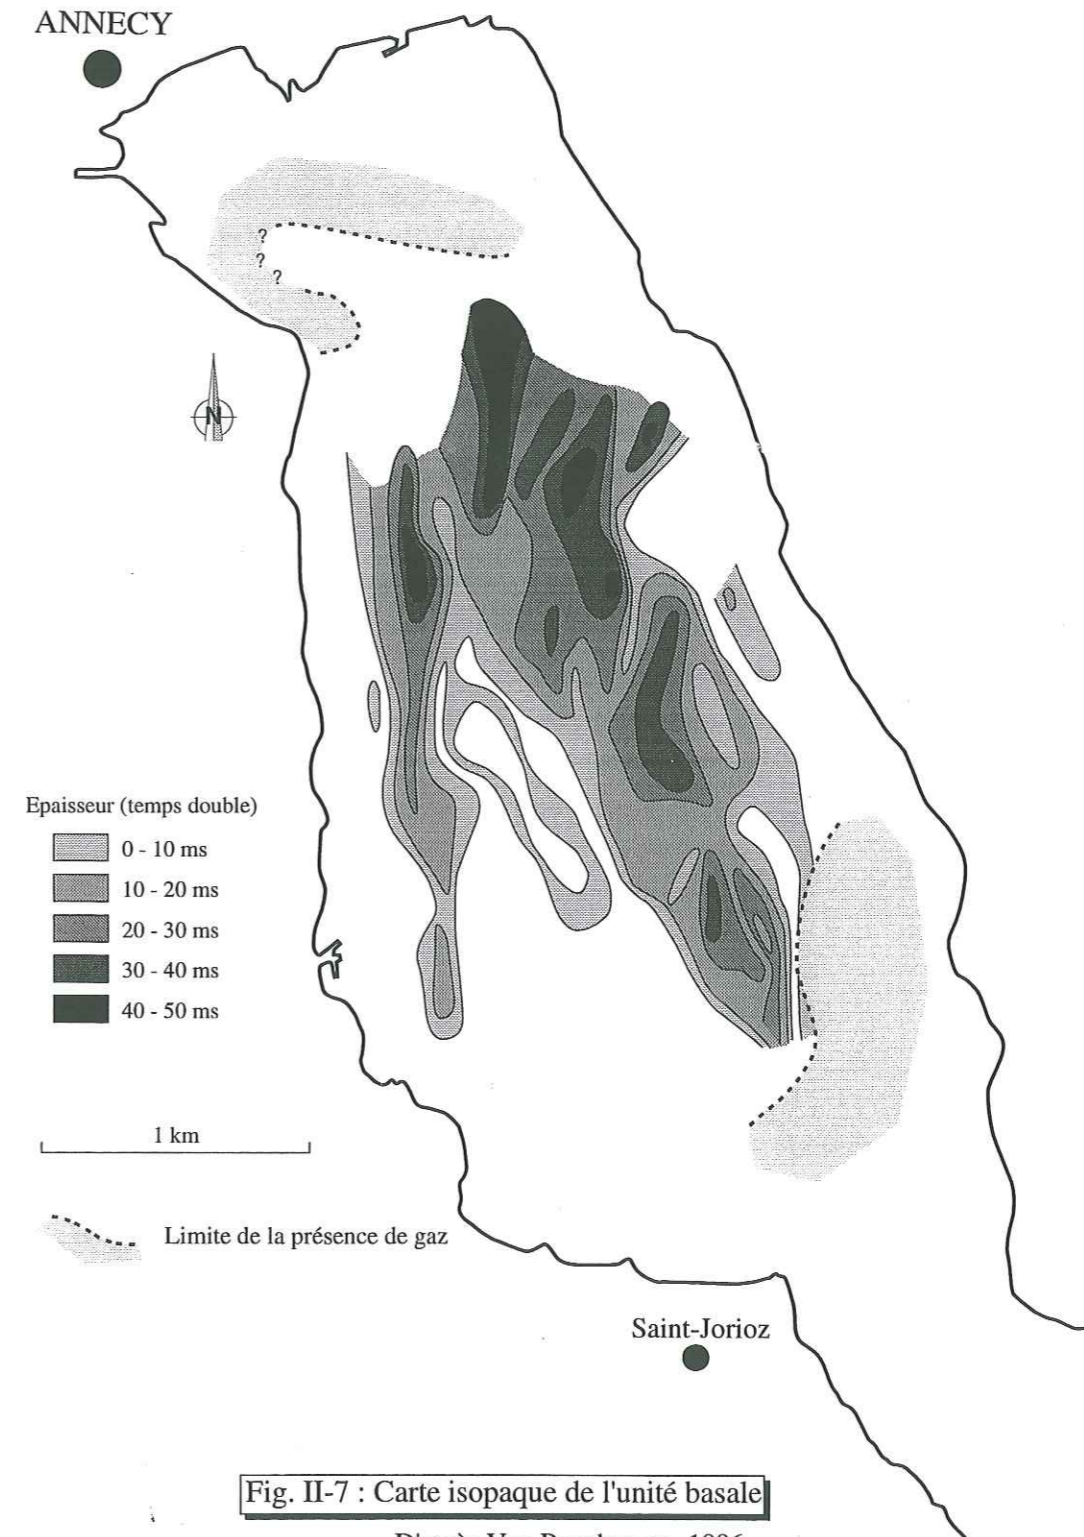 ANNECY
?
?
?
N
Epaisseur (temps double)
0 - 10 ms
10 - 20 ms
20 - 30 ms
30 - 40 ms
40 - 50 ms
1 km
Limite de la présence de gaz
Saint-Jorioz
Fig. II-7 : Carte isopaque de l'unité basale